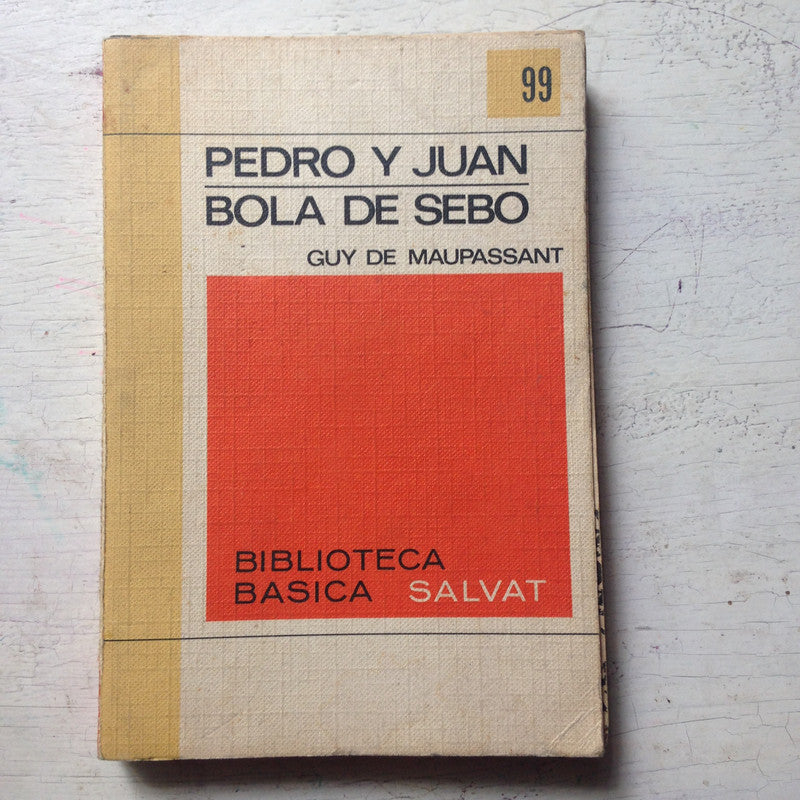 99
PEDRO Y JUAN
BOLA DE SEBO
GUY DE MAUPASSANT
BIBLIOTECA
BASICA SALVAT